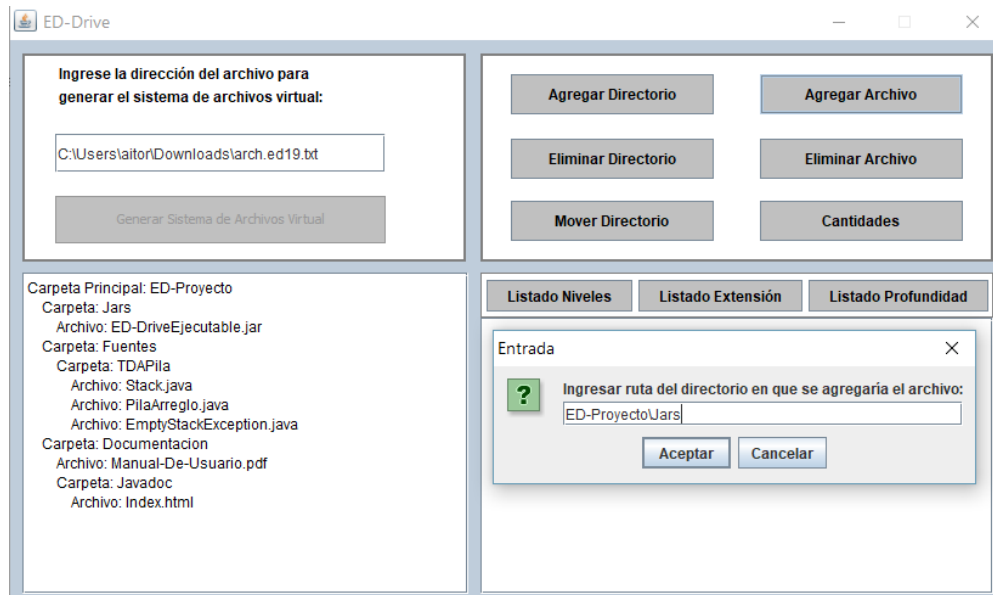 ED-Drive
Ingrese la dirección del archivo para
generar el sistema de archivos virtual:
C:\Users\aitor\Downloads\arch.ed19.txt
Generar Sistema de Archivos Virtual
Agregar Directorio
Agregar Archivo
Eliminar Directorio
Eliminar Archivo
Mover Directorio
Cantidades
Carpeta Principal: ED-Proyecto
Carpeta: Jars
Archivo: ED-DriveEjecutable.jar
Carpeta: Fuentes
Carpeta: TDAPila
Archivo: Stack.java
Archivo: PilaArreglo.java
Archivo: EmptyStackException.java
Carpeta: Documentacion
Archivo: Manual-De-Usuario.pdf
Carpeta: Javadoc
Archivo: Index.html
Listado Niveles
Listado Extensión
Listado Profundidad
Entrada
?
Ingresar ruta del directorio en que se agregaría el archivo:
ED-Proyecto\Jars
Aceptar
Cancelar